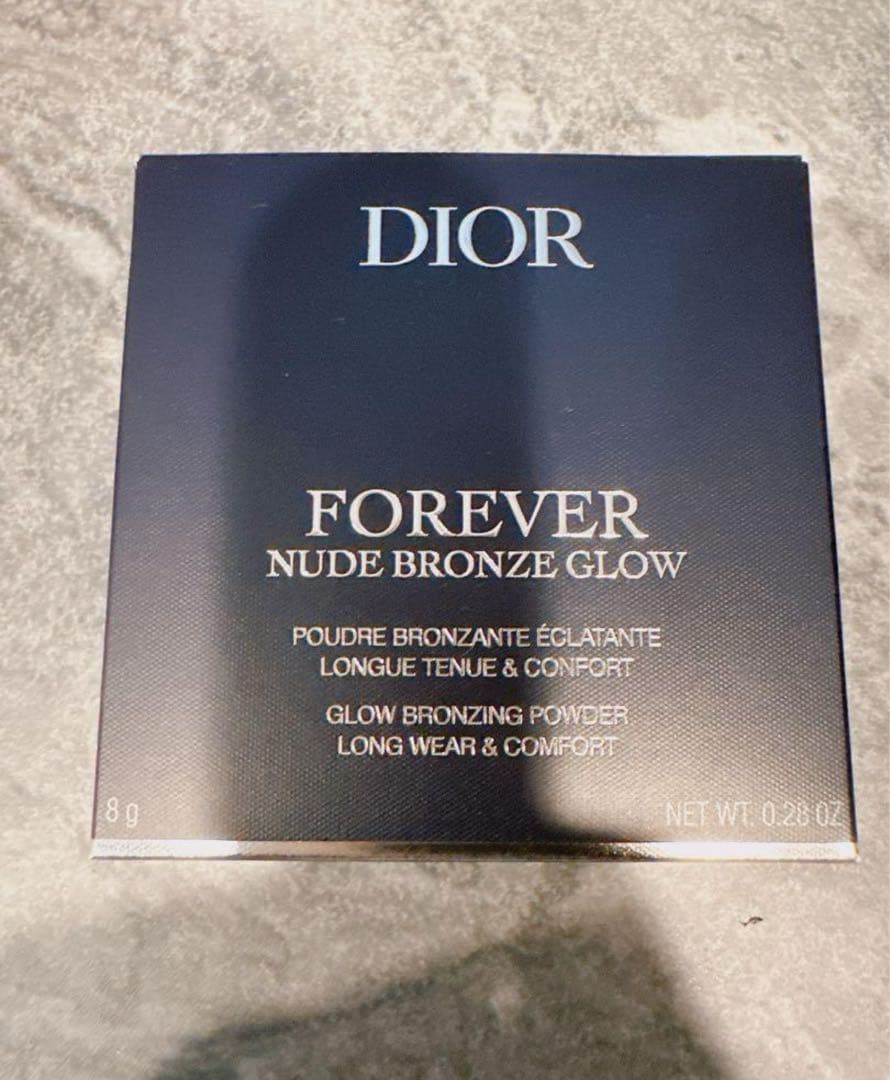 DIOR
FOREVER
NUDE BRONZE GLOW
POUDRE BRONZANTE ÉCLATANTE
LONGUE TENUE & CONFORT
GLOW BRONZING POWDER
LONG WEAR & COMFORT
8 g
NET WT. 0.28 OZ